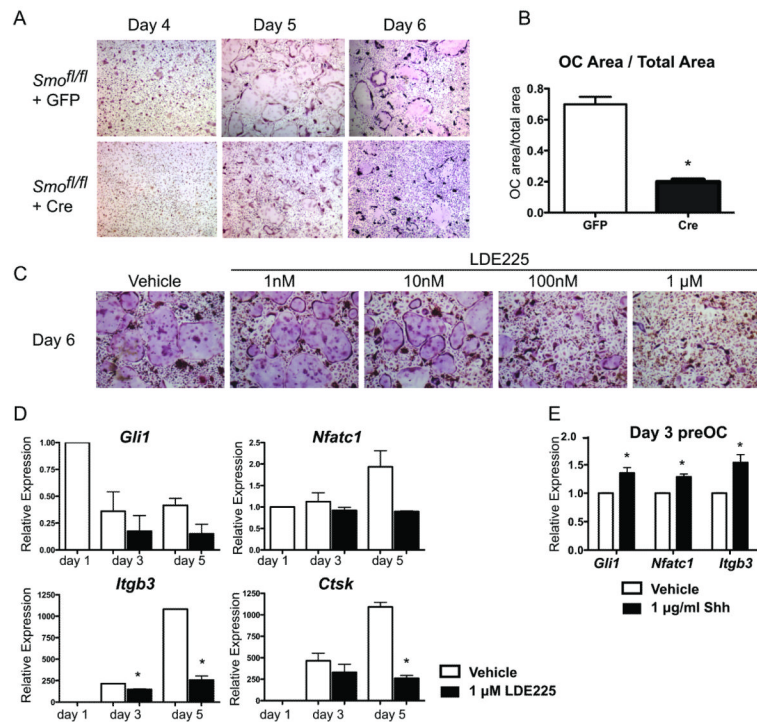 A
Day 4 Day 5 Day 6
Smo^fl/fl
+ GFP
Smo^fl/fl
+ Cre
B
OC Area / Total Area
OC area/total area
0.8
0.6
0.4
0.2
0.0
*
GFP Cre
C
LDE225
Vehicle 1nM 10nM 100nM 1 µM
Day 6
D
Gli1
Relative Expression
1.00
0.75
0.50
0.25
0.00
day 1 day 3 day 5
Nfatc1
Relative Expression
2.5
2.0
1.5
1.0
0.5
0.0
day 1 day 3 day 5
Itgb3
Relative Expression
1250
1000
750
500
250
0
* *
day 1 day 3 day 5
Ctsk
Relative Expression
1250
1000
750
500
250
0
*
day 1 day 3 day 5
Vehicle
1 µM LDE225
E
Day 3 preOC
Relative Expression
2.0
1.5
1.0
0.5
0.0
* * *
Gli1 Nfatc1 Itgb3
Vehicle
1 µg/ml Shh